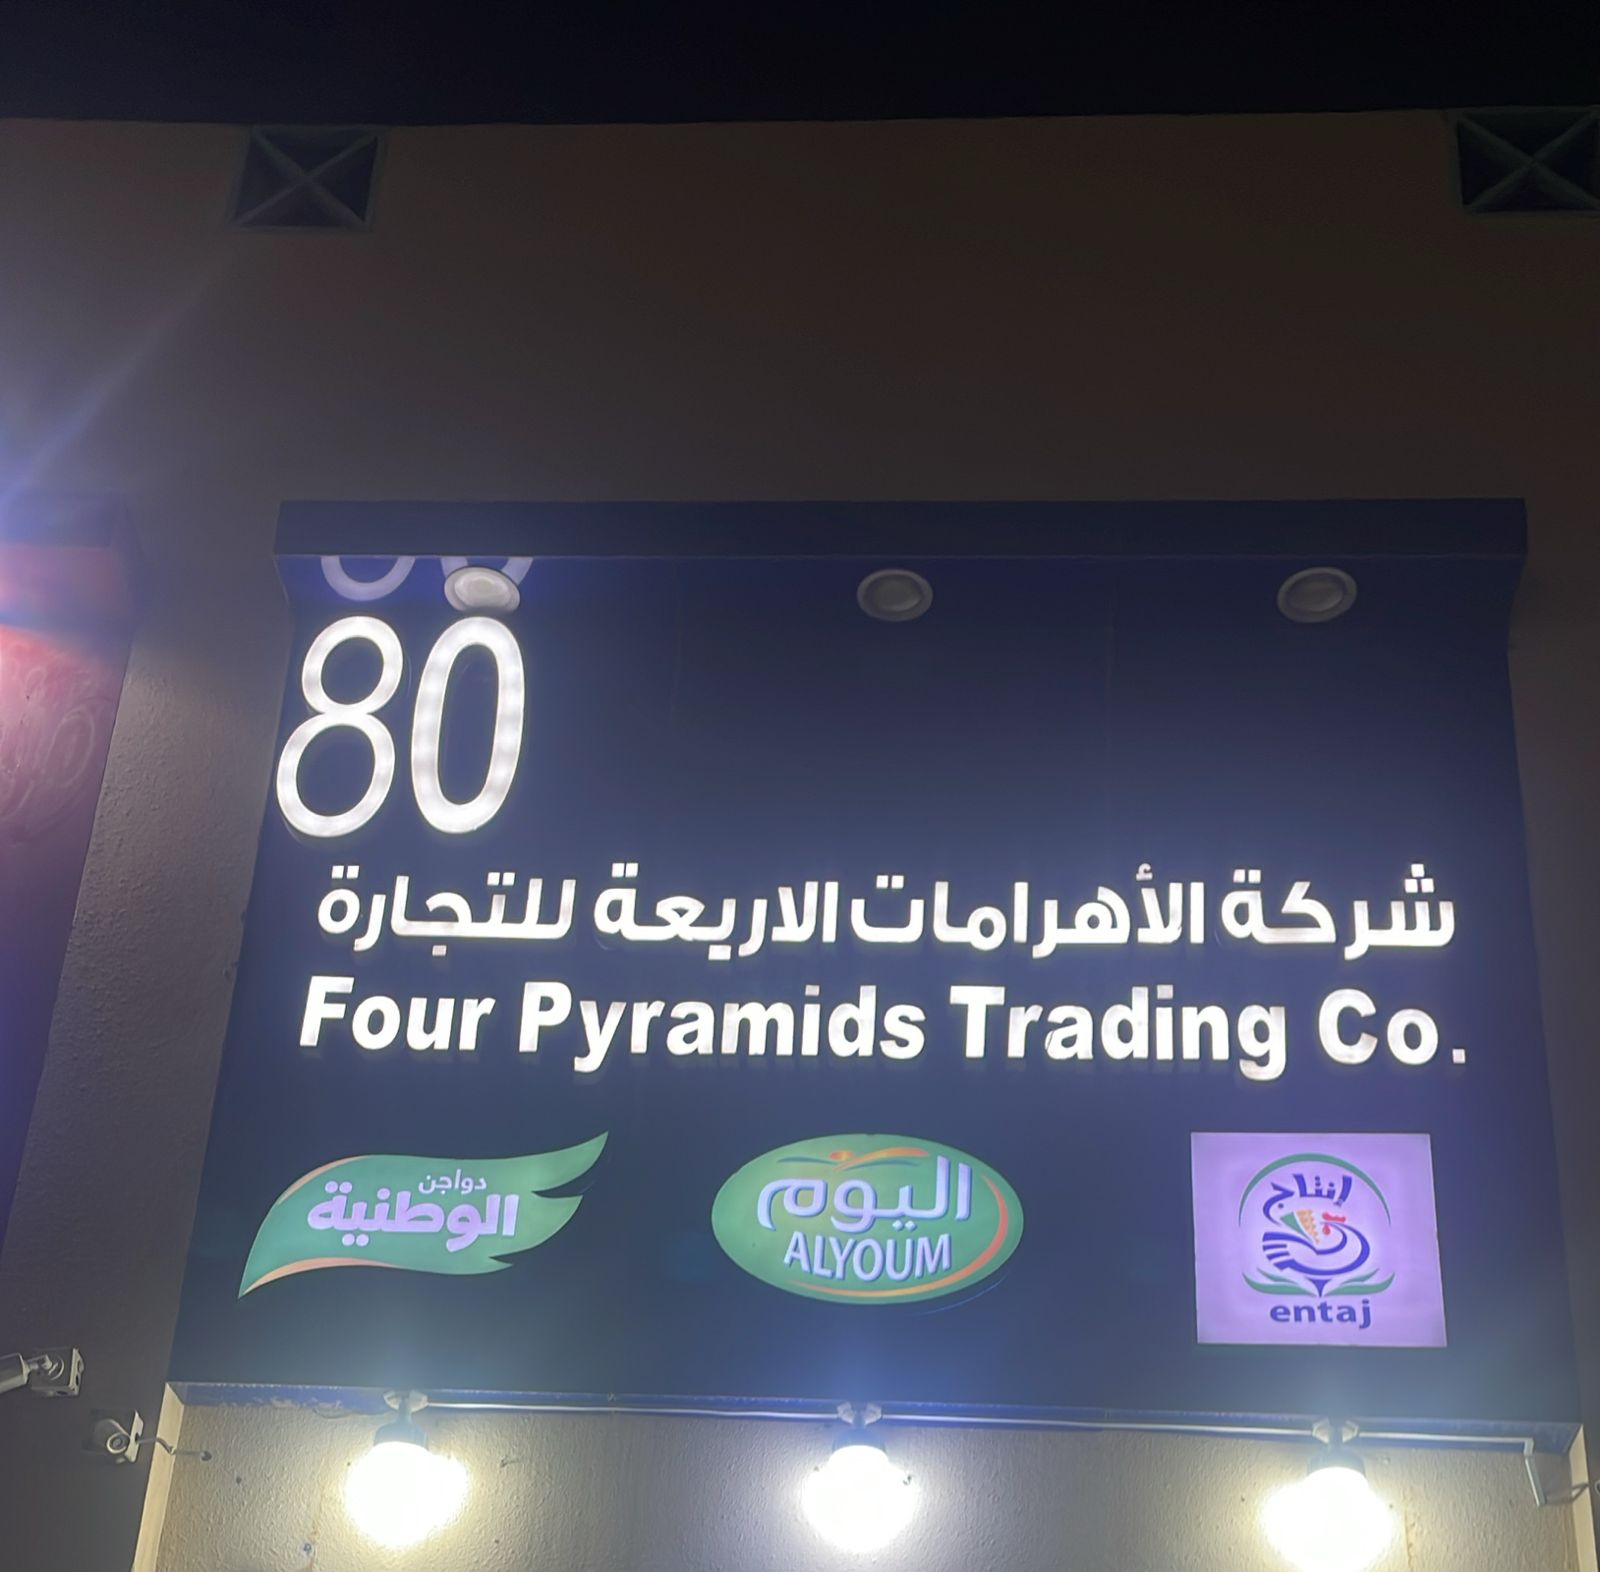 80
شركة الأهرامات الاربعة للتجارة
Four Pyramids Trading Co.
دواجن
الوطنية
اليوم
ALYOUM
إنتاج
entaj